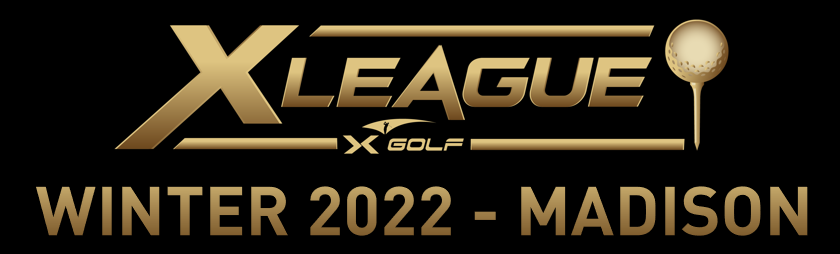 XLEAGUE
X GOLF
WINTER 2022 - MADISON